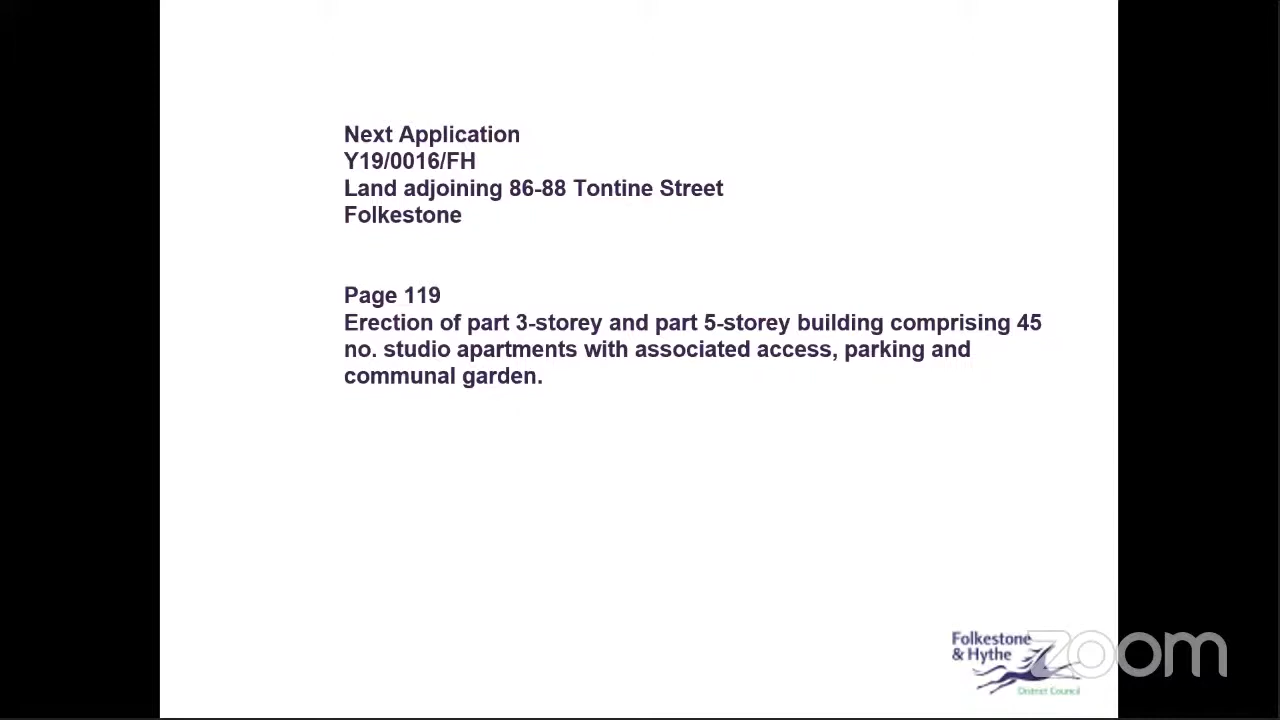 Next Application
Y19/0016/FH
Land adjoining 86-88 Tontine Street
Folkestone
Page 119
Erection of part 3-storey and part 5-storey building comprising 45
no. studio apartments with associated access, parking and
communal garden.
Folkestone
& Hythe
District Council
zoom